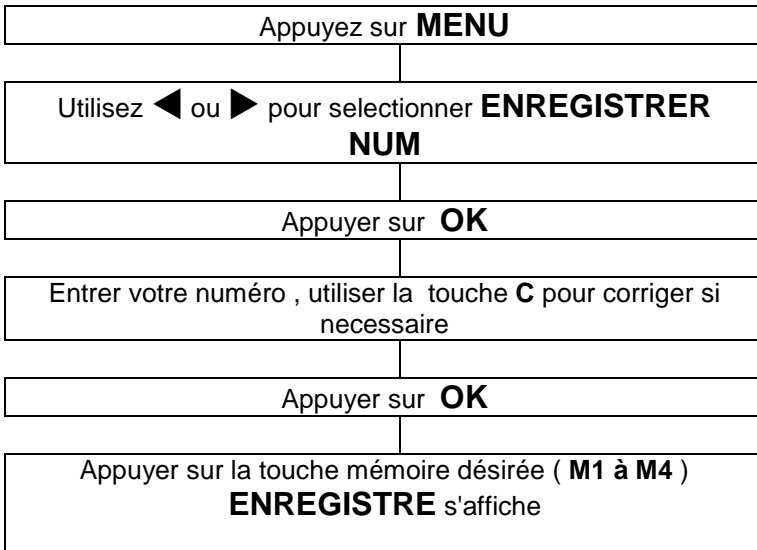 Appuyez sur MENU
Utilisez ◀ ou ▶ pour selectionner ENREGISTRER
NUM
Appuyer sur OK
Entrer votre numéro , utiliser la touche C pour corriger si
necessaire
Appuyer sur OK
Appuyer sur la touche mémoire désirée ( M1 à M4 )
ENREGISTRE s'affiche